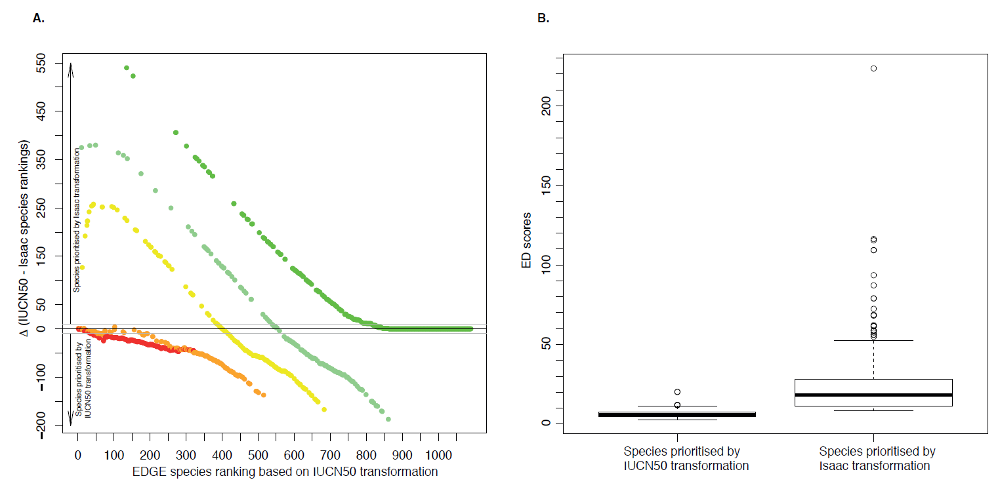 A.
Δ (IUCN50 - Isaac species rankings)
550
450
350
250
150
50
0
−100
−200
Species prioritised by Isaac transformation
Species prioritised by
IUCN50 transformation
0 100 200 300 400 500 600 700 800 900 1000
EDGE species ranking based on IUCN50 transformation
B.
ED scores
200
150
100
50
0
Species prioritised by
IUCN50 transformation
Species prioritised by
Isaac transformation